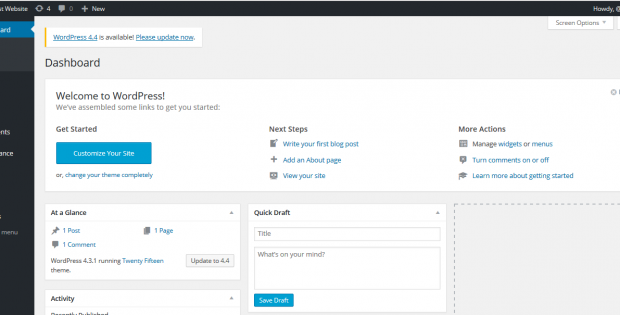 st Website 4 0 New Howdy, @
Screen Options
ard
WordPress 4.4 is available! Please update now.
Dashboard
Welcome to WordPress!
We've assembled some links to get you started:
Get Started
Customize Your Site
or, change your theme completely
Next Steps
Write your first blog post
Add an About page
View your site
More Actions
Manage widgets or menus
Turn comments on or off
Learn more about getting started
ents
ance
s
menu
At a Glance
1 Post
1 Page
1 Comment
WordPress 4.3.1 running Twenty Fifteen
theme.
Update to 4.4
Activity
Recently Published
Quick Draft
Title
What's on your mind?
Save Draft